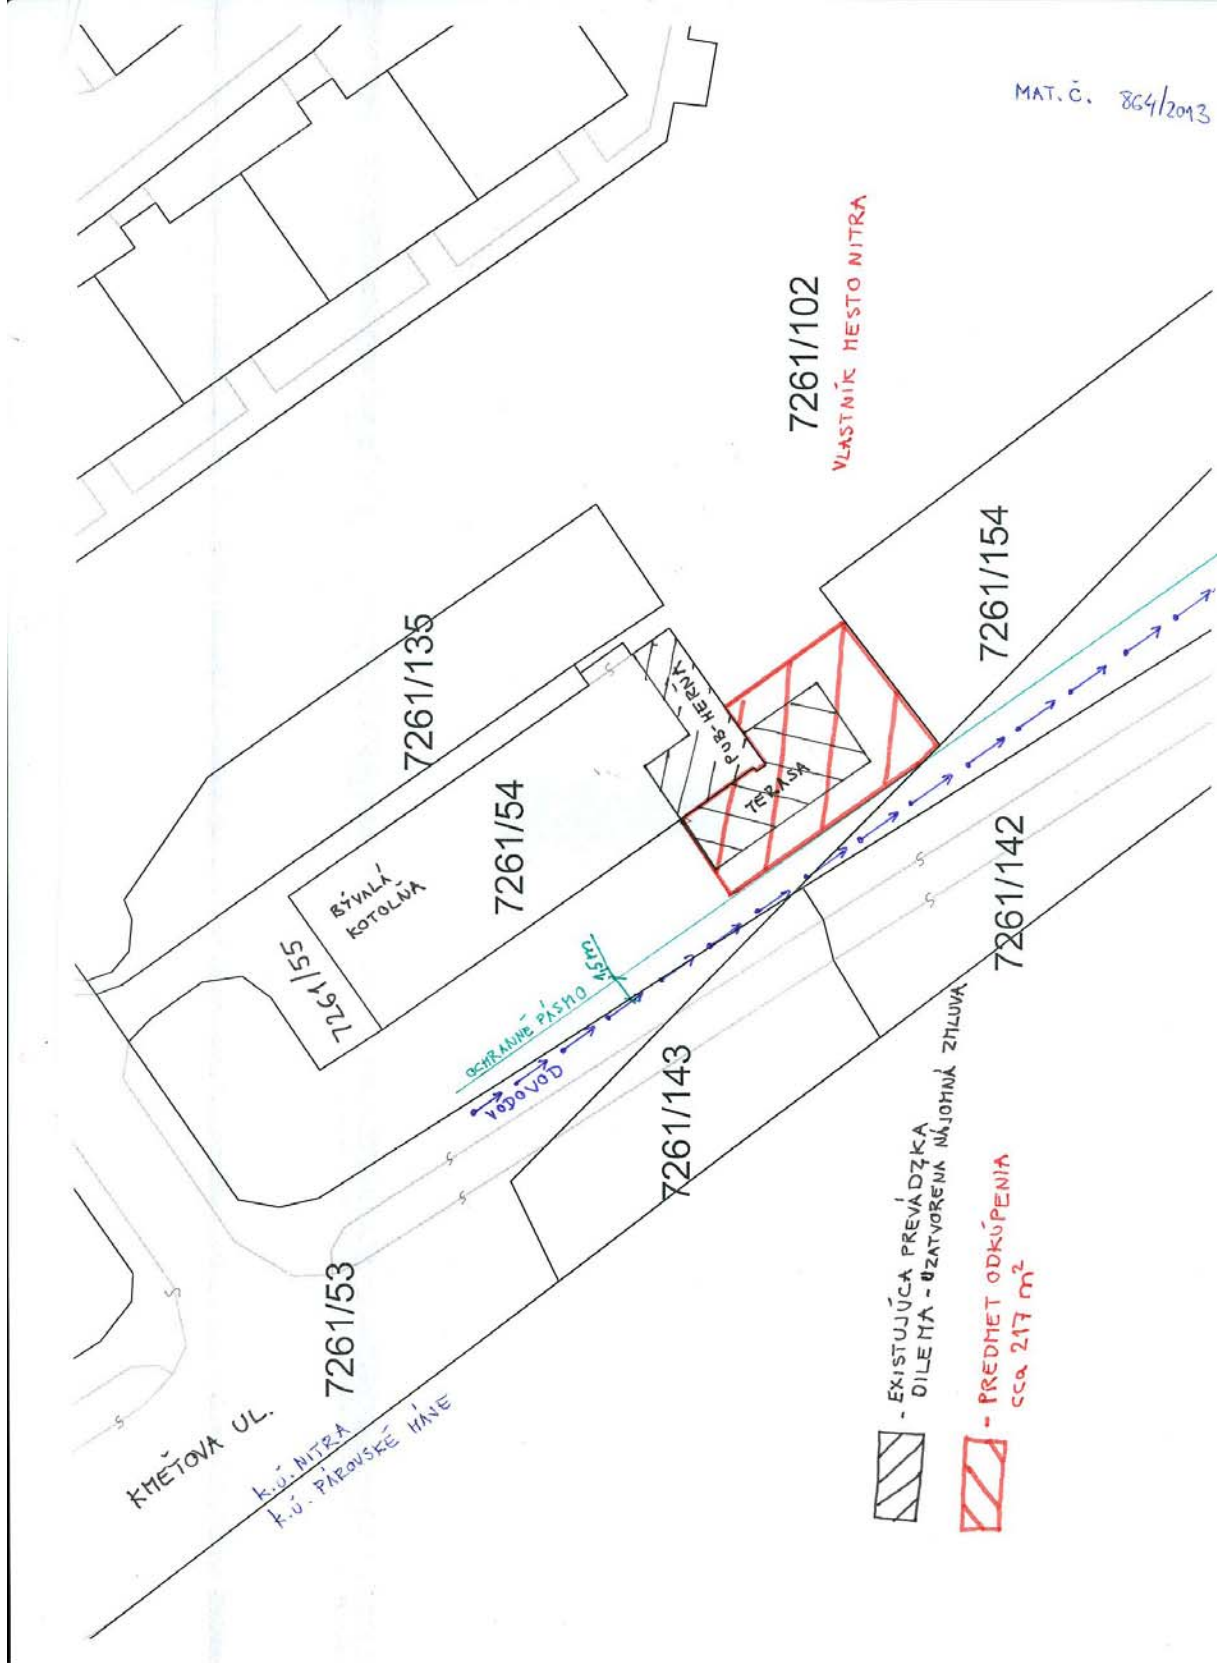 MAT. Č. 864/2013
7261/102
VLASTNÍK MESTO NITRA
7261/135
7261/154
7261/54
PUB-HERŇA
TERASA
BÝVALÁ
KOTOLŇA
7261/55
7261/142
OCHRANNÉ PÁSMO 1,5m
VODOVOD
7261/143
7261/53
KMEŤOVA UL.
K.Ú. NITRA
K.Ú. PÁROVSKÉ HÁJE
- EXISTUJÚCA PREVÁDZKA
DILEMA - UZATVORENÁ NÁJOMNÁ ZMLUVA
- PREDMET ODKÚPENIA
cca 217 m²